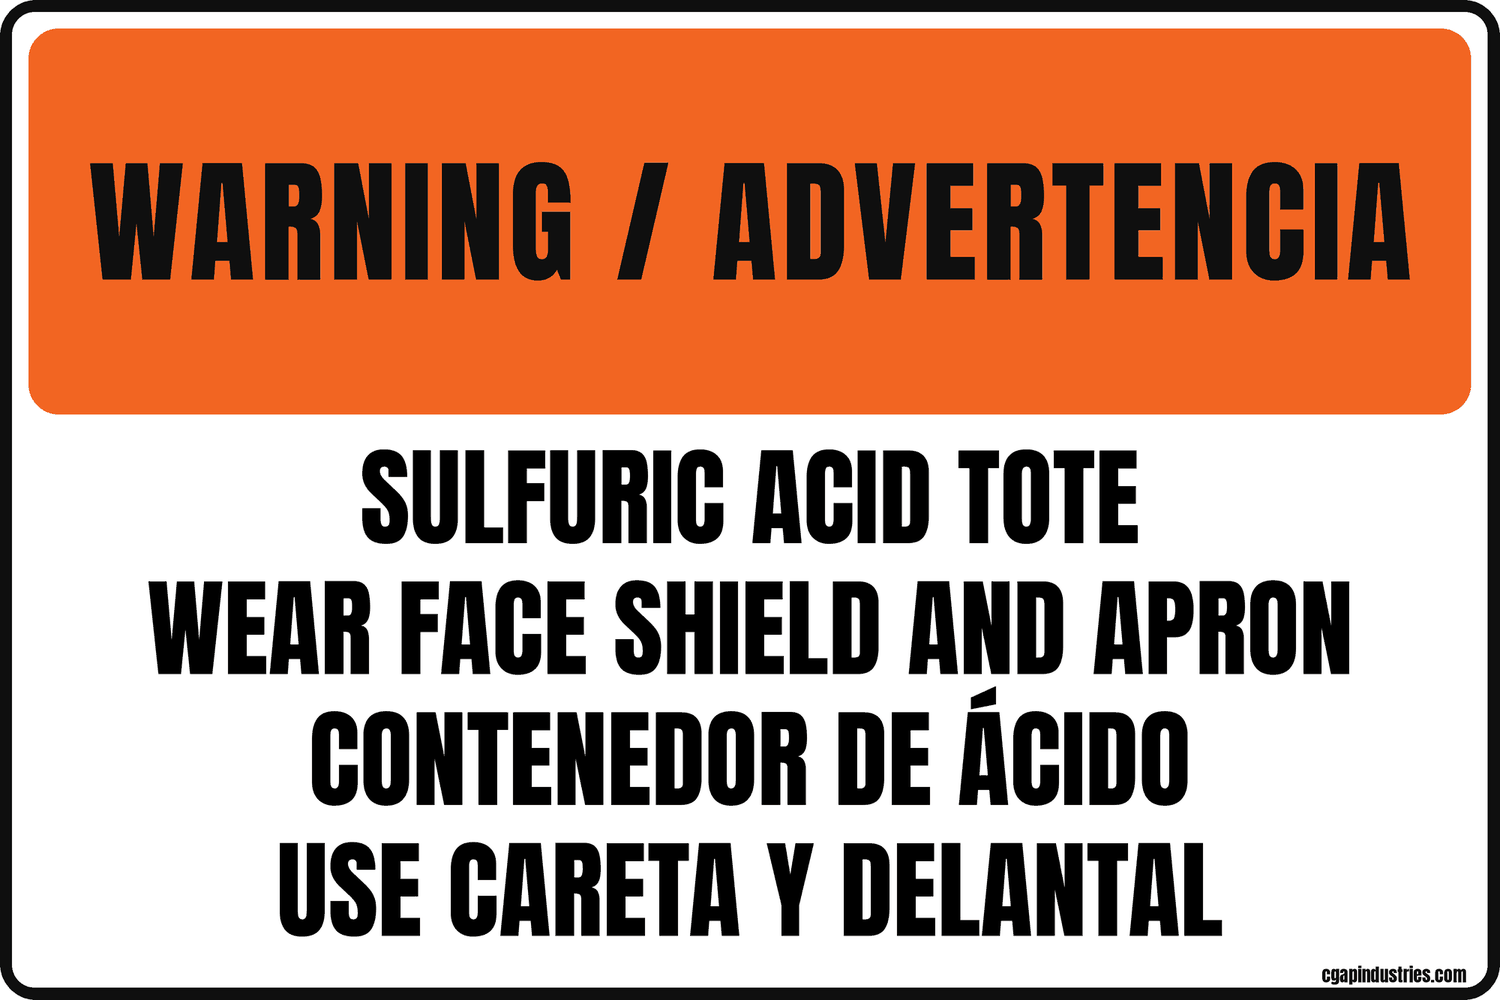 WARNING / ADVERTENCIA
SULFURIC ACID TOTE
WEAR FACE SHIELD AND APRON
CONTENEDOR DE ÁCIDO
USE CARETA Y DELANTAL
cgapindustries.com